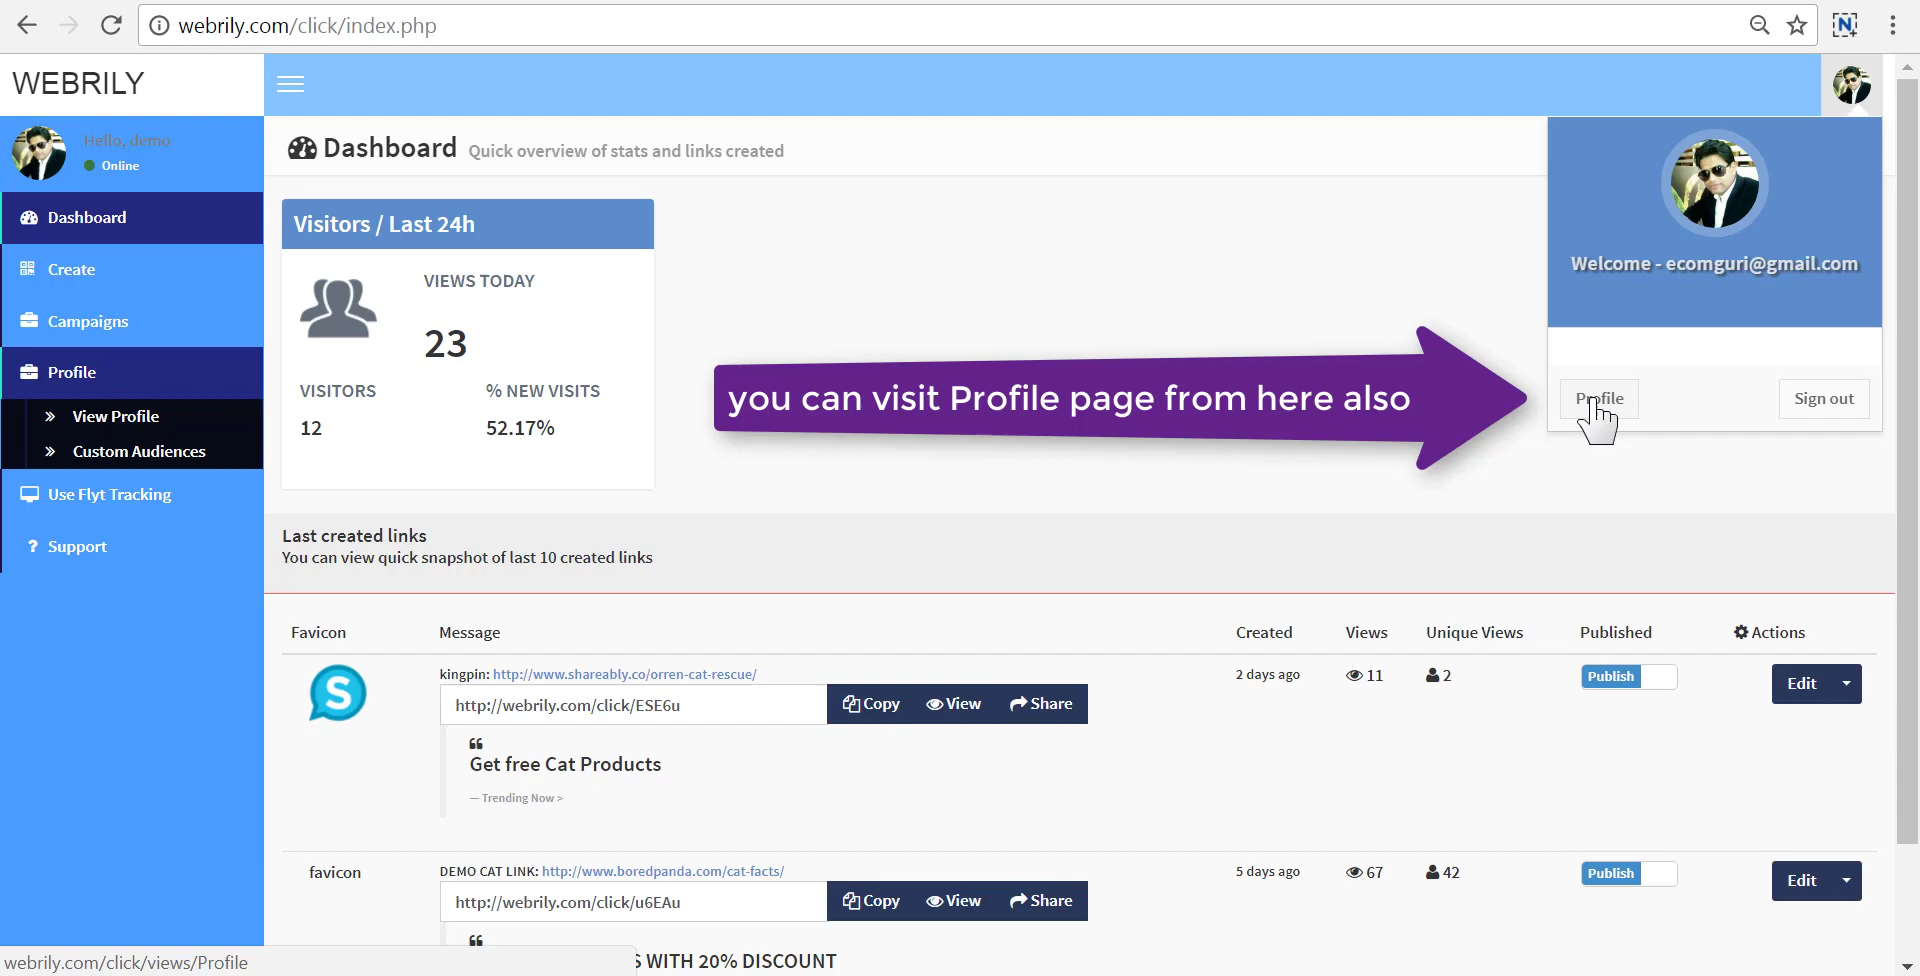 webrily.com/click/index.php
WEBRILY
Hello, demo
Online
Dashboard
Create
Campaigns
Profile
» View Profile
» Custom Audiences
Use Flyt Tracking
? Support
Dashboard Quick overview of stats and links created
Visitors / Last 24h
VIEWS TODAY
23
VISITORS % NEW VISITS
12 52.17%
you can visit Profile page from here also
Welcome - ecomguri@gmail.com
Profile Sign out
Last created links
You can view quick snapshot of last 10 created links
Favicon Message Created Views Unique Views Published Actions
S
kingpin: http://www.shareably.co/orren-cat-rescue/ 2 days ago 11 2 Publish Edit
http://webrily.com/click/ESE6u Copy View Share
“
Get free Cat Products
— Trending Now >
favicon DEMO CAT LINK: http://www.boredpanda.com/cat-facts/ 5 days ago 67 42 Publish Edit
http://webrily.com/click/u6EAu Copy View Share
“
WITH 20% DISCOUNT
webrily.com/click/views/Profile